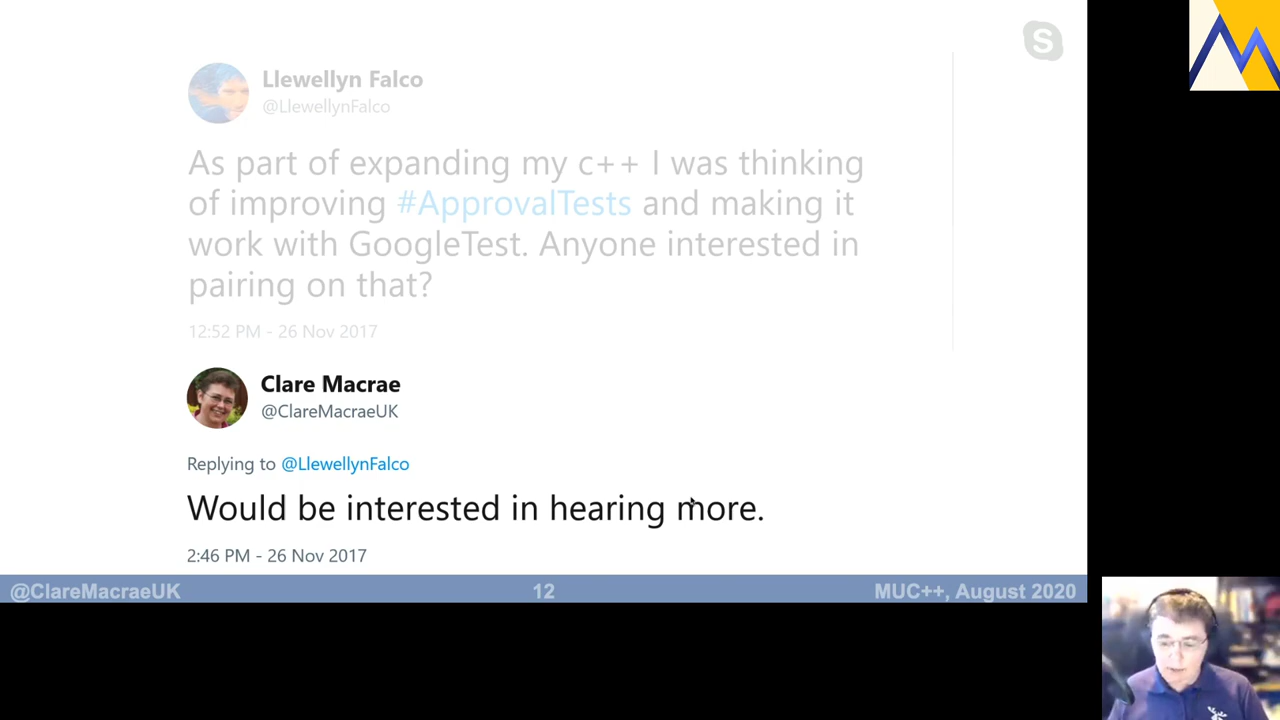 S
Llewellyn Falco
@LlewellynFalco
As part of expanding my c++ I was thinking
of improving #ApprovalTests and making it
work with GoogleTest. Anyone interested in
pairing on that?
12:52 PM - 26 Nov 2017
Clare Macrae
@ClareMacraeUK
Replying to @LlewellynFalco
Would be interested in hearing more.
2:46 PM - 26 Nov 2017
@ClareMacraeUK 12 MUC++, August 2020